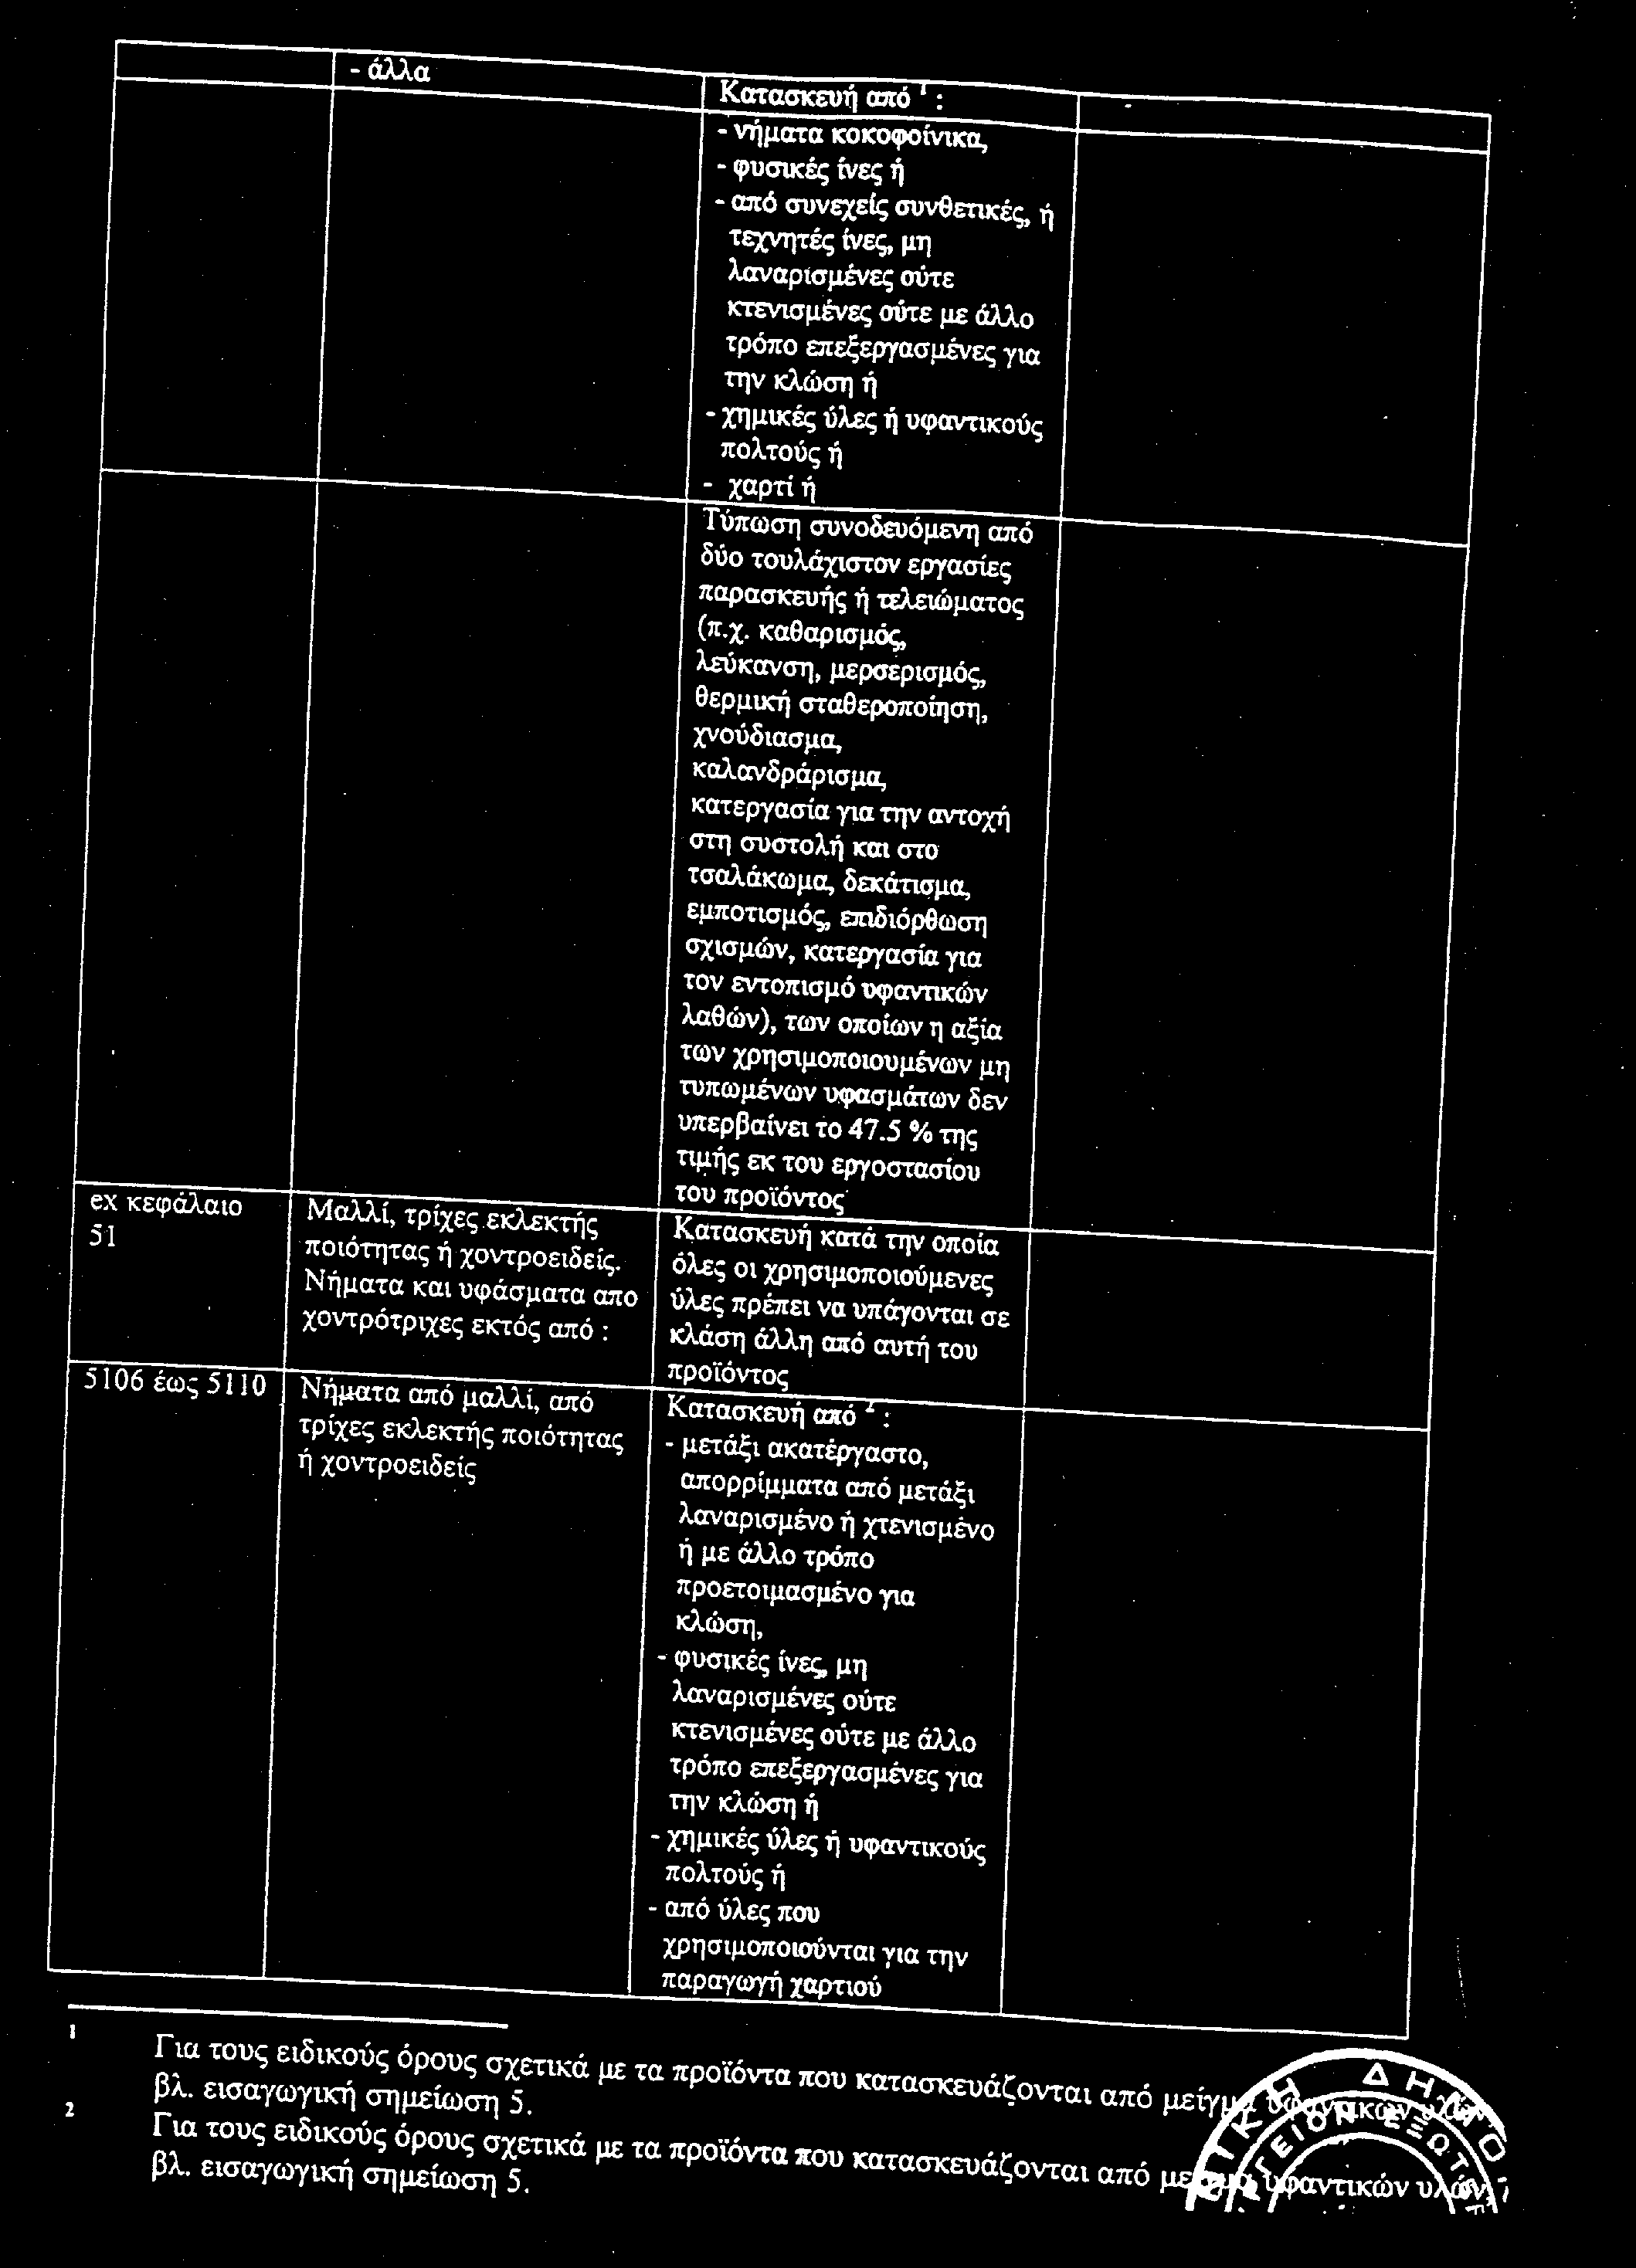 - άλλα
Κατασκευή από 1 :
- νήματα κοκοφοίνικα,
- φυσικές ίνες ή
- από συνεχείς συνθετικές, ή
τεχνητές ίνες, μη
λαναρισμένες ούτε
κτενισμένες ούτε με άλλο
τρόπο επεξεργασμένες για
την κλώση ή
- χημικές ύλες ή υφαντικούς
πολτούς ή
- χαρτί ή
Τύπωση συνοδευόμενη από
δύο τουλάχιστον εργασίες
παρασκευής ή τελειώματος
(π.χ. καθαρισμός,
λεύκανση, μερσερισμός,
θερμική σταθεροποίηση,
χνούδιασμα,
καλανδράρισμα,
κατεργασία για την αντοχή
στη συστολή και στο
τσαλάκωμα, δεκάτισμα,
εμποτισμός, επιδιόρθωση
σχισμών, κατεργασία για
τον εντοπισμό υφαντικών
λαθών), των οποίων η αξία
των χρησιμοποιουμένων μη
τυπωμένων υφασμάτων δεν
υπερβαίνει το 47.5 % της
τιμής εκ του εργοστασίου
του προϊόντος
ex κεφάλαιο
51
Μαλλί, τρίχες εκλεκτής
ποιότητας ή χοντροειδείς.
Νήματα και υφάσματα απο
χοντρότριχες εκτός από :
Κατασκευή κατά την οποία
όλες οι χρησιμοποιούμενες
ύλες πρέπει να υπάγονται σε
κλάση άλλη από αυτή του
προϊόντος
5106 έως 5110
Νήματα από μαλλί, από
τρίχες εκλεκτής ποιότητας
ή χοντροειδείς
Κατασκευή από 2 :
- μετάξι ακατέργαστο,
απορρίμματα από μετάξι
λαναρισμένο ή χτενισμένο
ή με άλλο τρόπο
προετοιμασμένο για
κλώση,
- φυσικές ίνες, μη
λαναρισμένες ούτε
κτενισμένες ούτε με άλλο
τρόπο επεξεργασμένες για
την κλώση ή
- χημικές ύλες ή υφαντικούς
πολτούς ή
- από ύλες που
χρησιμοποιούνται για την
παραγωγή χαρτιού
1 Για τους ειδικούς όρους σχετικά με τα προϊόντα που κατασκευάζονται από μείγμα υφαντικών υλών,
βλ. εισαγωγική σημείωση 5.
2 Για τους ειδικούς όρους σχετικά με τα προϊόντα που κατασκευάζονται από μείγμα υφαντικών υλών,
βλ. εισαγωγική σημείωση 5.